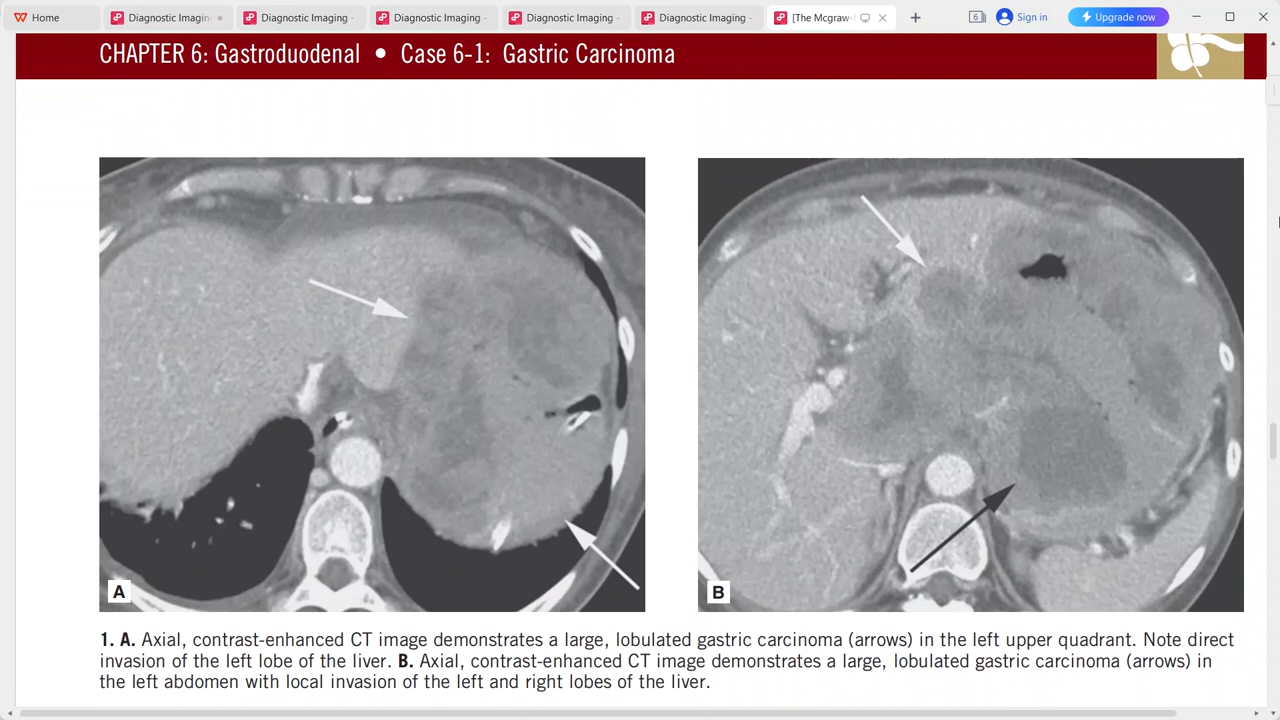 Home
Diagnostic Imagin
Diagnostic Imaging -
Diagnostic Imaging -
Diagnostic Imaging -
Diagnostic Imaging -
[The Mcgraw-
6
Sign in
Upgrade now
CHAPTER 6: Gastroduodenal • Case 6-1: Gastric Carcinoma
A
B
1. A. Axial, contrast-enhanced CT image demonstrates a large, lobulated gastric carcinoma (arrows) in the left upper quadrant. Note direct
invasion of the left lobe of the liver. B. Axial, contrast-enhanced CT image demonstrates a large, lobulated gastric carcinoma (arrows) in
the left abdomen with local invasion of the left and right lobes of the liver.